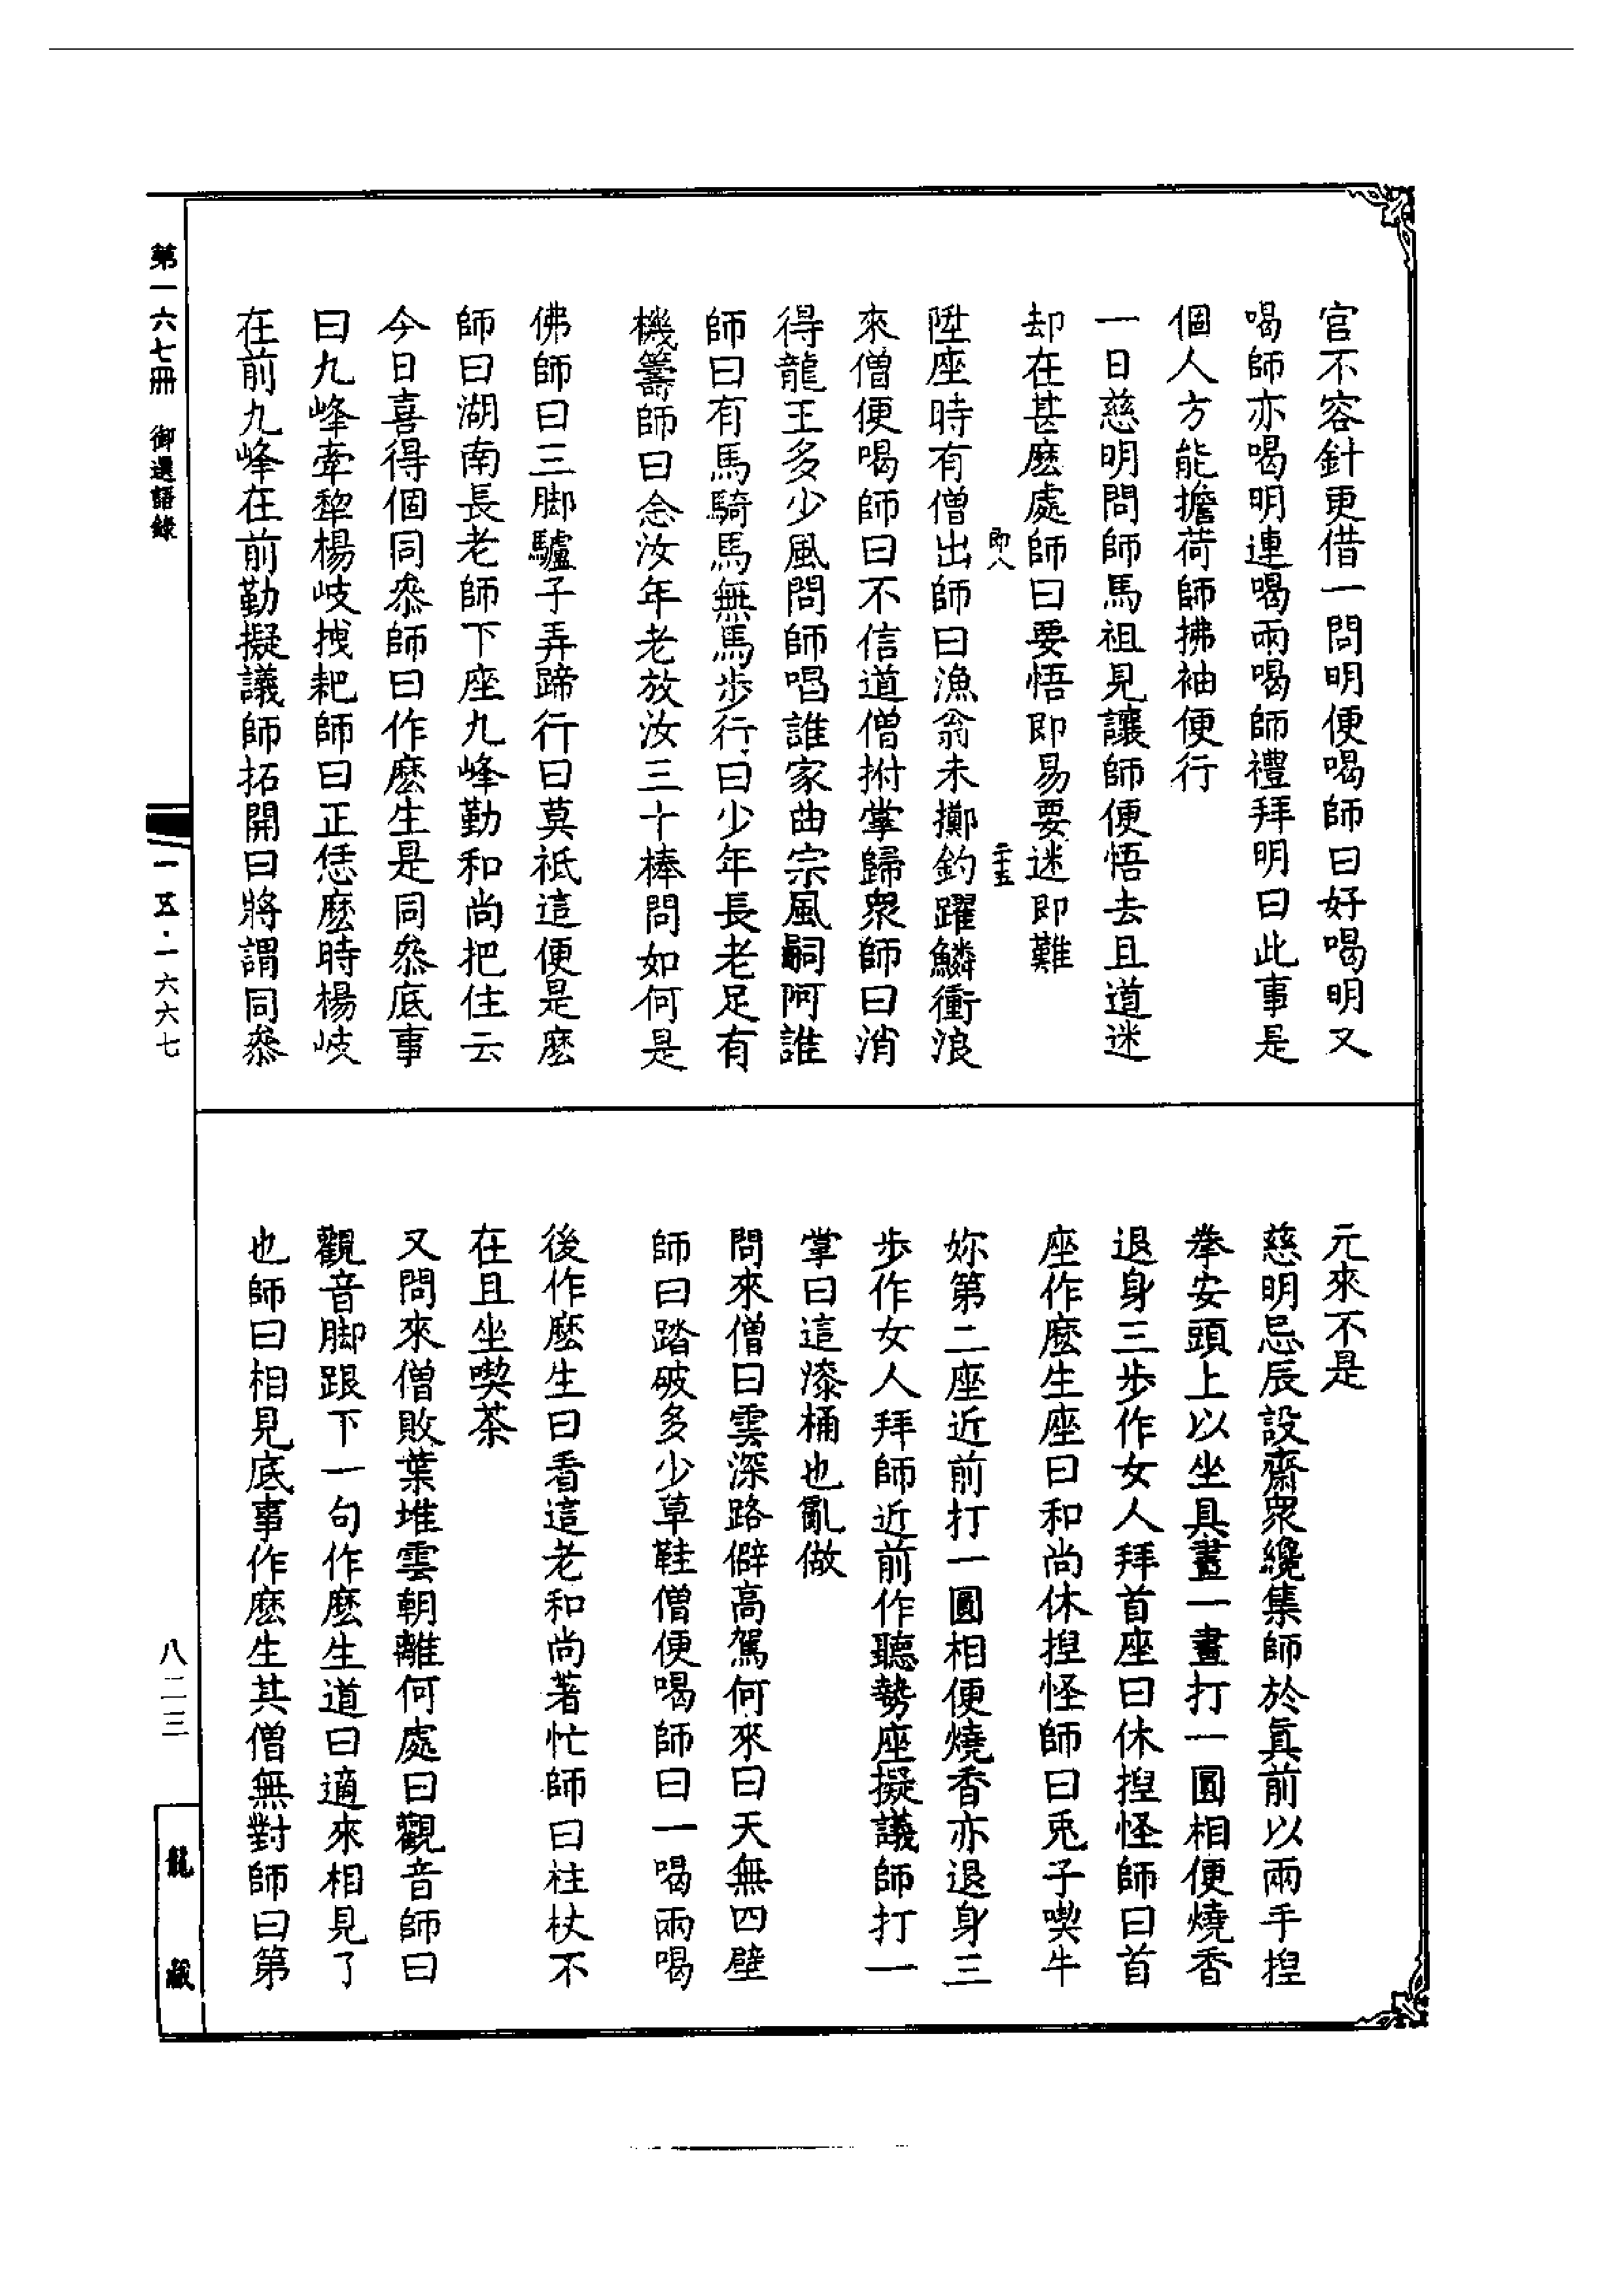 官不容針更借一問明便喝師曰好喝明又
喝師亦喝明連喝兩喝師禮拜明曰此事是
個人方能擔荷師拂袖便行
一日慈明問師馬祖見讓師便悟去且道迷
却在甚麽處師曰要悟即易要迷即難
即八
二十五
陞座時有僧出師曰漁翁未擲釣躍鱗衝浪
來僧便喝師曰不信道僧拊掌歸衆師曰消
得龍王多少風問師唱誰家曲宗風嗣阿誰
師曰有馬騎馬無馬步行曰少年長老足有
機籌師曰念汝年老放汝三十棒問如何是
佛師曰三脚驢子弄蹄行曰莫祇這便是麽
師曰湖南長老師下座九峰勤和尚把住云
今日喜得個同叅師曰作麽生是同叅底事
曰九峰牽犂楊岐拽耙師曰正恁麽時楊岐
在前九峰在前勤擬議師拓開曰將謂同叅
元來不是
慈明忌辰設齋衆纔集師於眞前以兩手揑
拳安頭上以坐具畫一畫打一圓相便燒香
退身三步作女人拜首座曰休揑怪師曰首
座作麽生座曰和尚休揑怪師曰兎子喫牛
妳第二座近前打一圓相便燒香亦退身三
步作女人拜師近前作聽勢座擬議師打一
掌曰這漆桶也亂做
問來僧曰雲深路僻高駕何來曰天無四壁
師曰踏破多少草鞋僧便喝師曰一喝兩喝
後作麽生曰看這老和尚著忙師曰柱杖不
在且坐喫茶
又問來僧敗葉堆雲朝離何處曰觀音師曰
觀音脚跟下一句作麽生道曰適來相見了
也師曰相見底事作麽生其僧無對師曰第
第一六七冊 御選語錄
一五·一六六七
八二三
龍藏